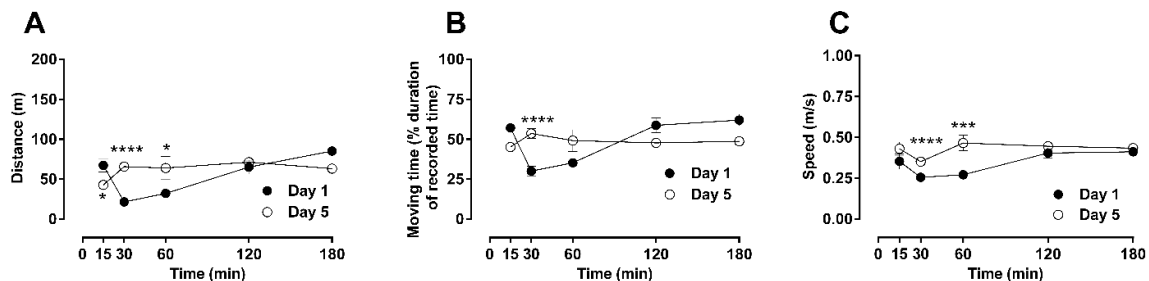 A
200
150
100
50
0
Distance (m)
****
*
*
Day 1
Day 5
0 15 30 60 120 180
Time (min)
B
100
75
50
25
0
Moving time (% duration
of recorded time)
****
Day 1
Day 5
0 15 30 60 120 180
Time (min)
C
1.00
0.75
0.50
0.25
0.00
Speed (m/s)
****
***
Day 1
Day 5
0 15 30 60 120 180
Time (min)